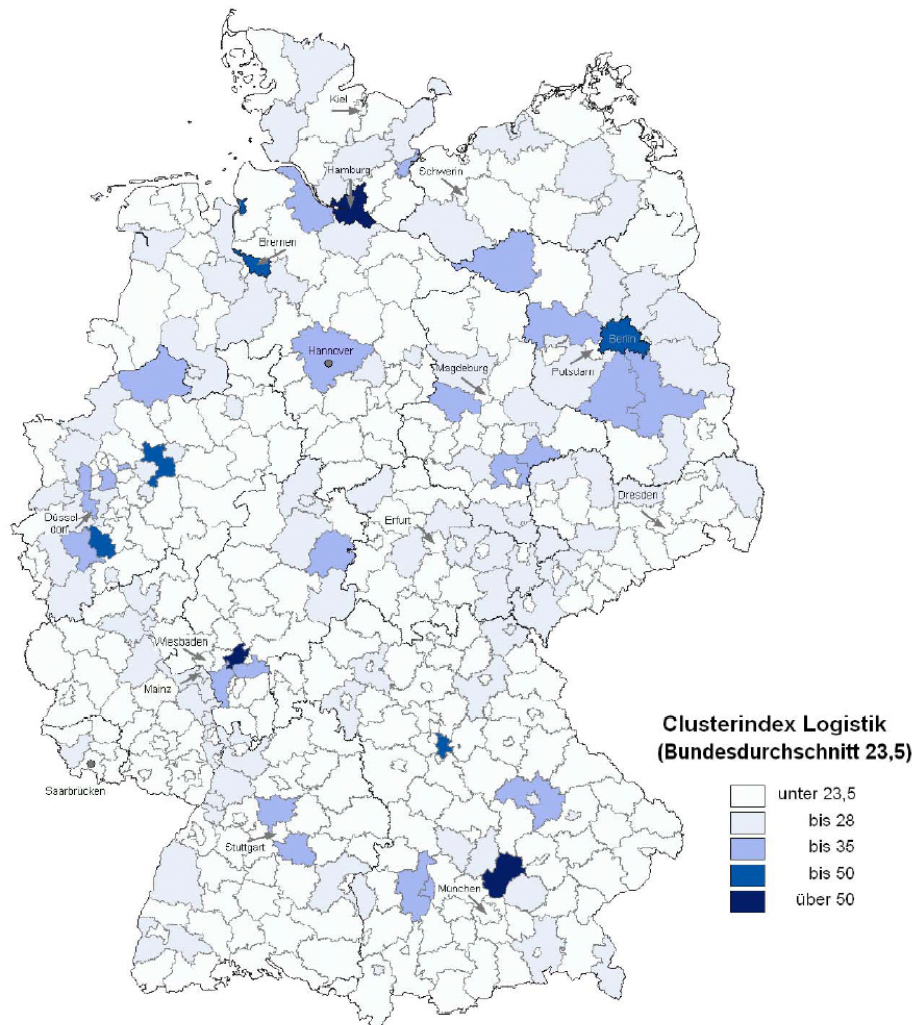 Kiel
Hamburg
Schwerin
Bremen
Berlin
Hannover
Magdeburg
Potsdam
Düssel
dorf
Dresden
Erfurt
Wiesbaden
Mainz
Saarbrücken
Stuttgart
München
Clusterindex Logistik
(Bundesdurchschnitt 23,5)
unter 23,5
bis 28
bis 35
bis 50
über 50